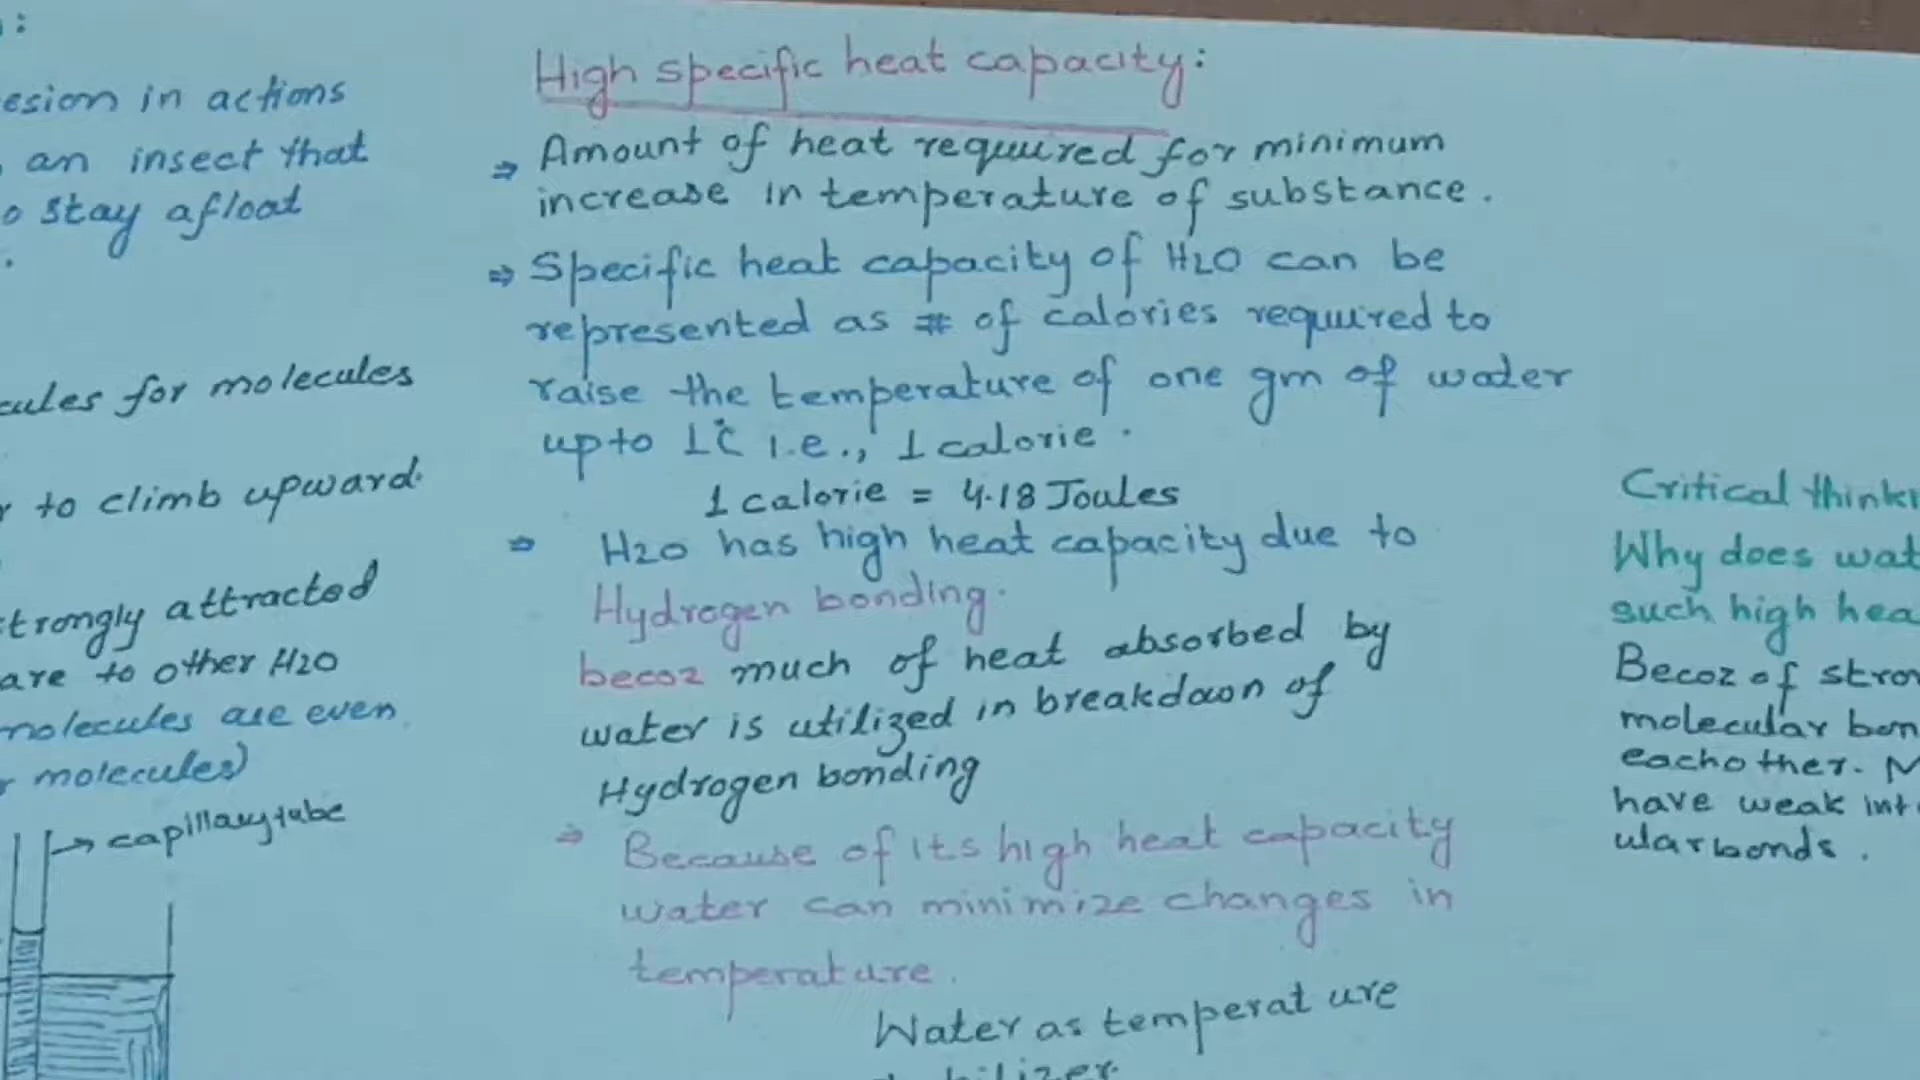 :
esion in actions
an insect that
o stay afloat
.
cules for molecules
r to climb upward.
trongly attracted
are to other H2O
molecules are even
r molecules)
→ capillary tube
High specific heat capacity:
⇒ Amount of heat required for minimum
increase in temperature of substance.
⇒ Specific heat capacity of H2O can be
represented as # of calories required to
raise the temperature of one gm of water
upto 1°C i.e., 1 calorie.
1 calorie = 4.18 Joules
⇒ H2O has high heat capacity due to
Hydrogen bonding.
becoz much of heat absorbed by
water is utilized in breakdown of
Hydrogen bonding
⇒ Because of its high heat capacity
water can minimize changes in
temperature.
Water as temperature
bilizer
Critical thinki
Why does wat
such high hea
Becoz of stron
molecular bon
eachother. M
have weak int
ular bonds.